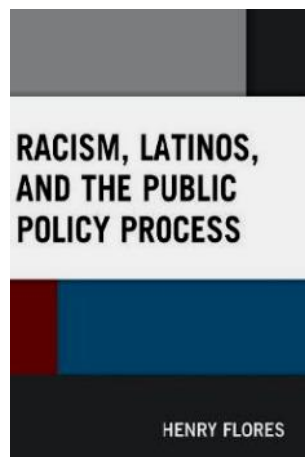 RACISM, LATINOS,
AND THE PUBLIC
POLICY PROCESS
HENRY FLORES